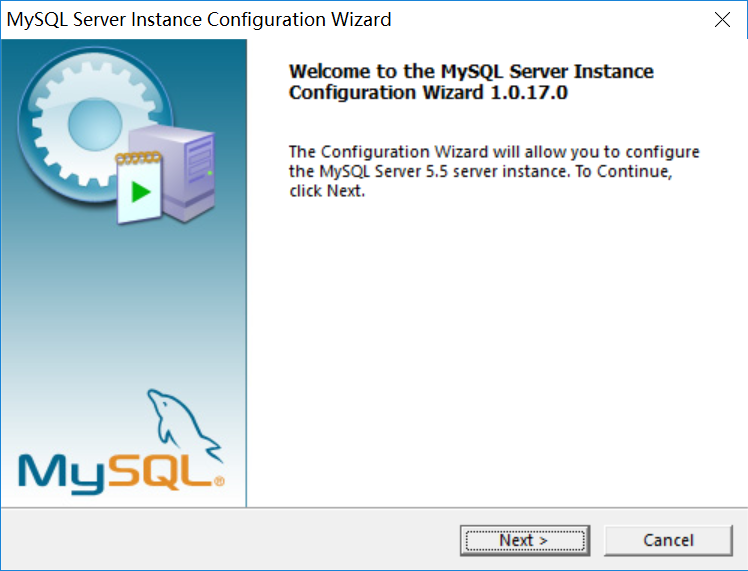 MySQL Server Instance Configuration Wizard
Welcome to the MySQL Server Instance
Configuration Wizard 1.0.17.0
The Configuration Wizard will allow you to configure
the MySQL Server 5.5 server instance. To Continue,
click Next.
MySQL®
Next >
Cancel